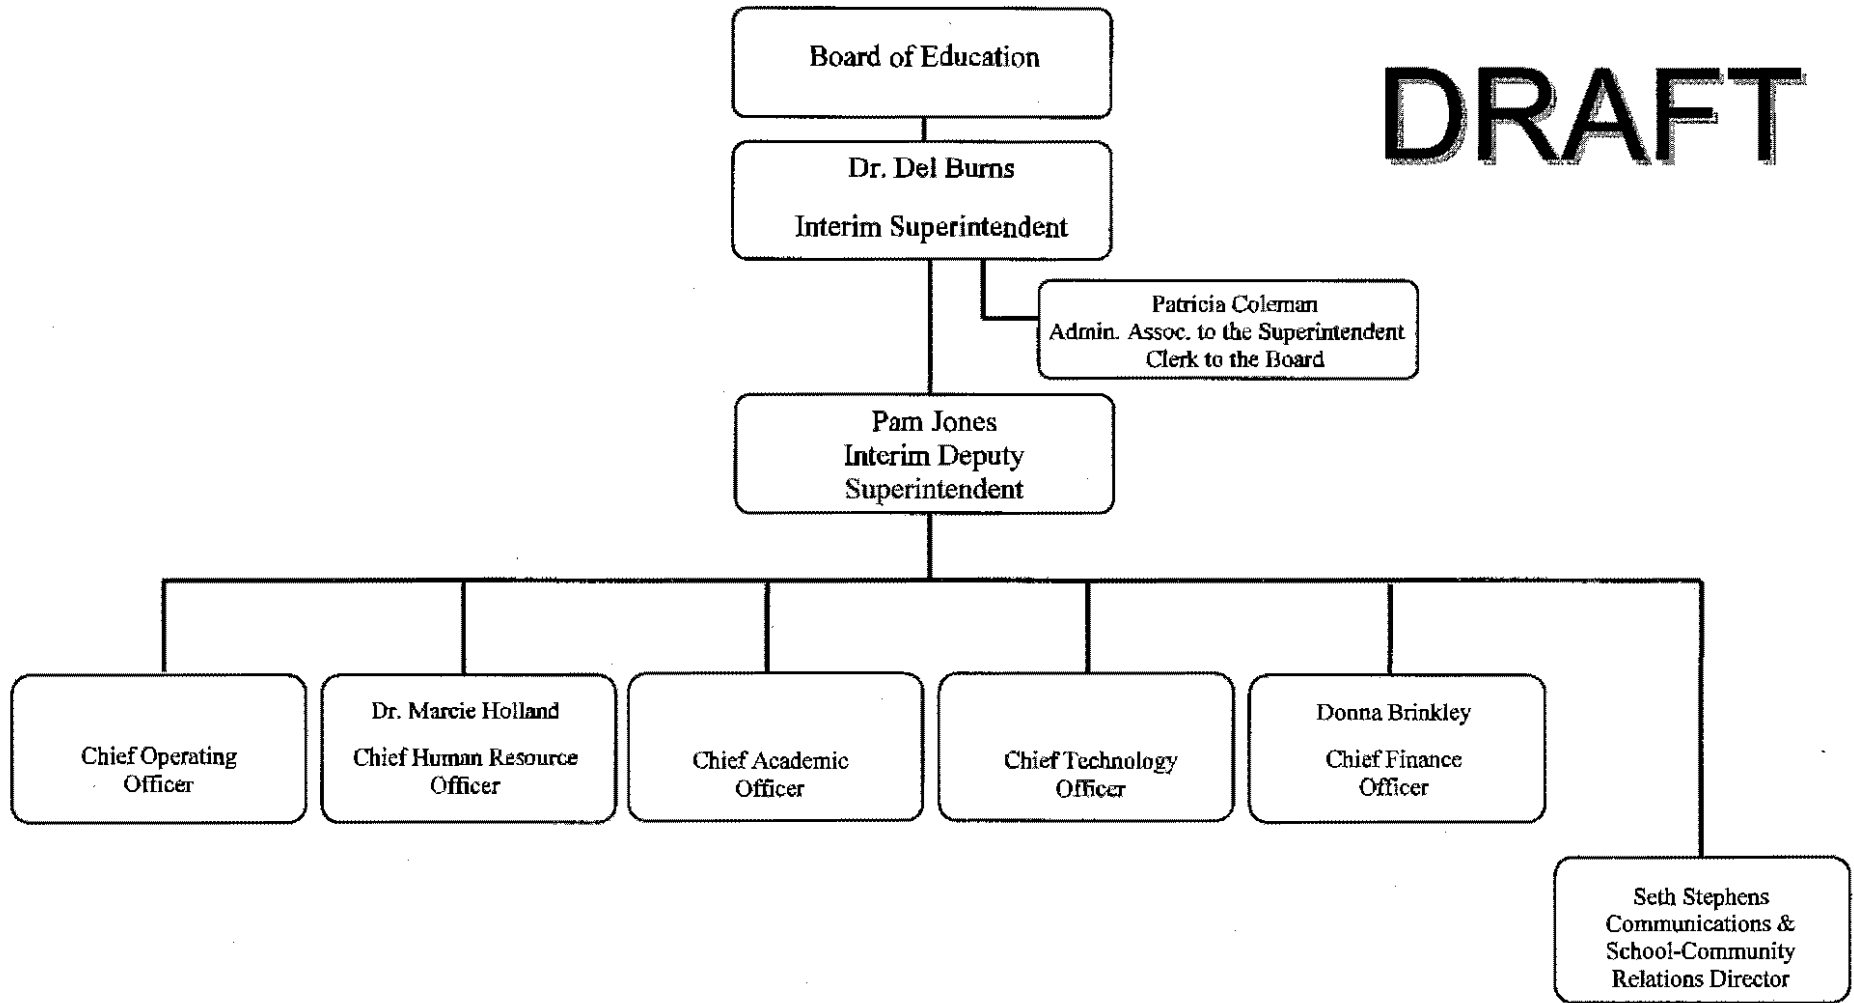 Board of Education
DRAFT
Dr. Del Burns
Interim Superintendent
Patricia Coleman
Admin. Assoc. to the Superintendent
Clerk to the Board
Pam Jones
Interim Deputy
Superintendent
Chief Operating
Officer
Dr. Marcie Holland
Chief Human Resource
Officer
Chief Academic
Officer
Chief Technology
Officer
Donna Brinkley
Chief Finance
Officer
Seth Stephens
Communications &
School-Community
Relations Director